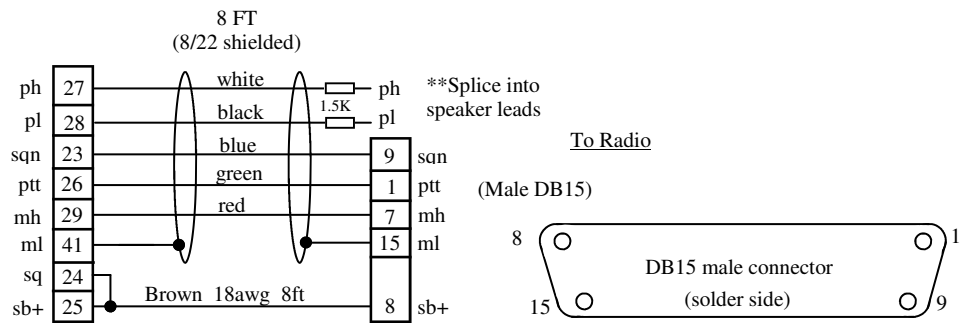 8 FT
(8/22 shielded)
ph 27 white ph **Splice into
speaker leads
1.5K
pl 28 black pl
To Radio
sqn 23 blue 9 sqn
ptt 26 green 1 ptt (Male DB15)
mh 29 red 7 mh
ml 41 15 ml
8 1
sq 24
DB15 male connector
(solder side)
sb+ 25 Brown 18awg 8ft 8 sb+
15 9